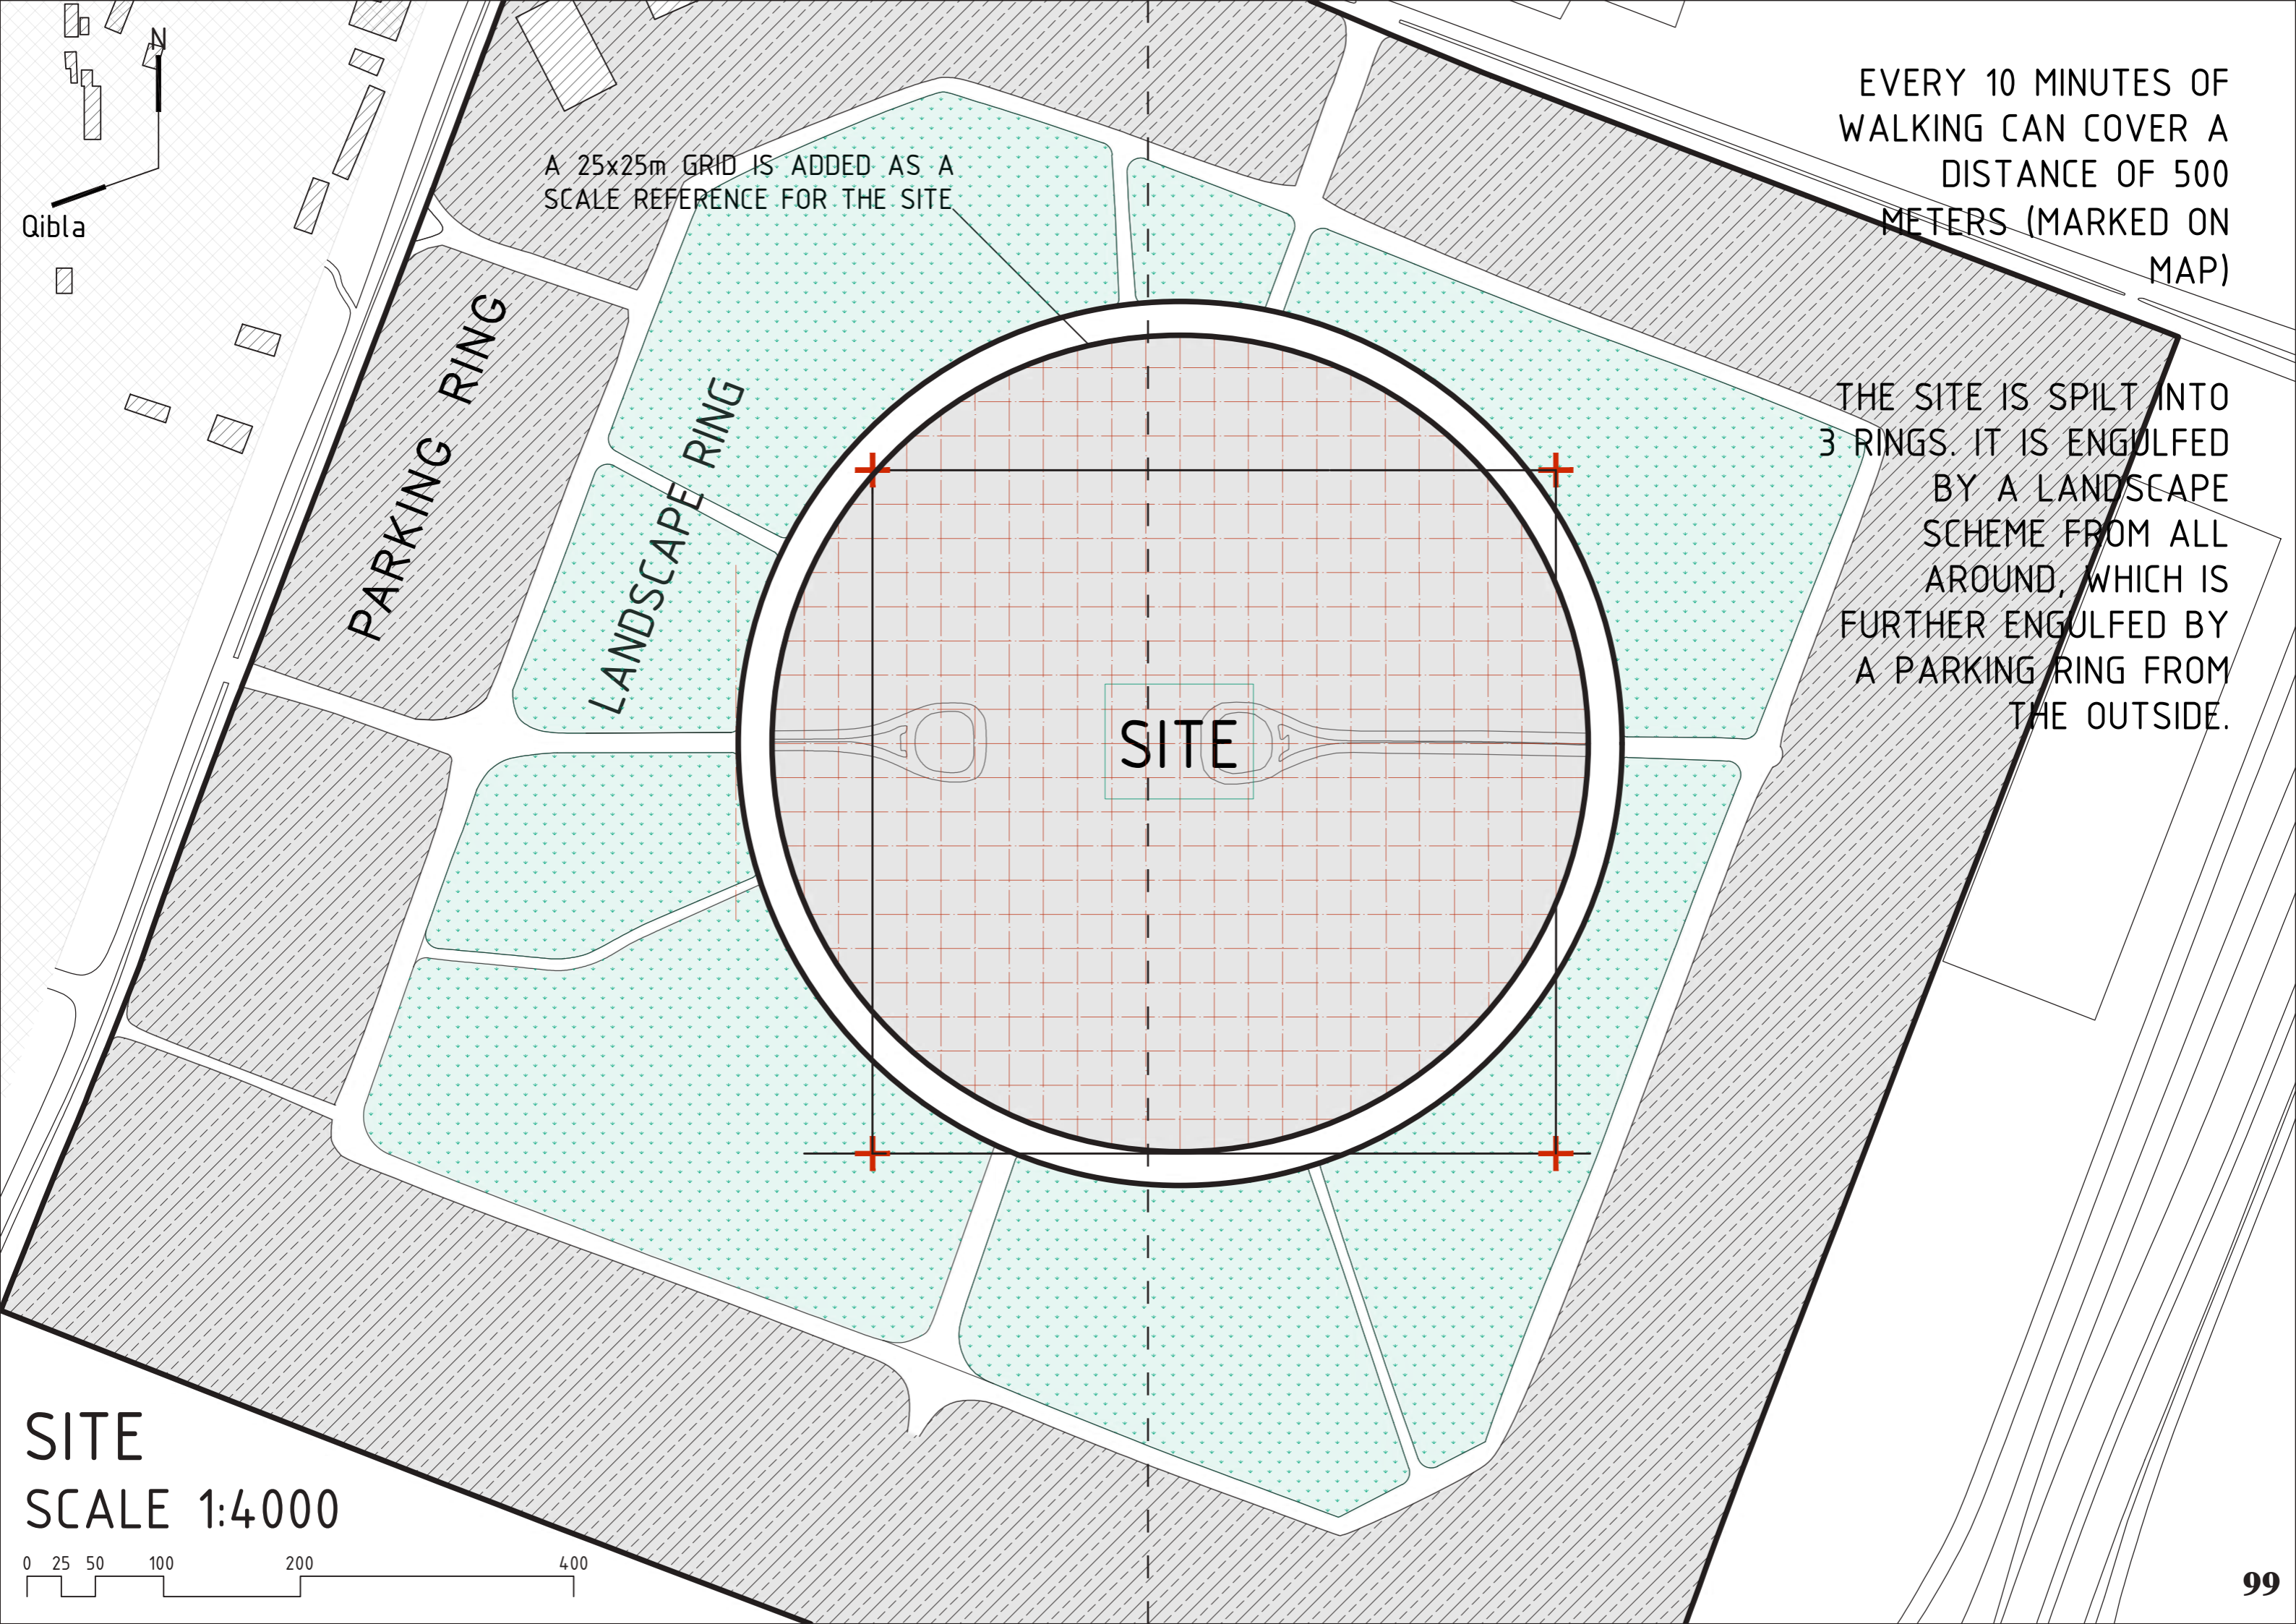 N
Qibla
A 25x25m GRID IS ADDED AS A
SCALE REFERENCE FOR THE SITE
EVERY 10 MINUTES OF
WALKING CAN COVER A
DISTANCE OF 500
METERS (MARKED ON
MAP)
THE SITE IS SPILT INTO
3 RINGS. IT IS ENGULFED
BY A LANDSCAPE
SCHEME FROM ALL
AROUND, WHICH IS
FURTHER ENGULFED BY
A PARKING RING FROM
THE OUTSIDE.
PARKING RING
LANDSCAPE RING
SITE
SITE
SCALE 1:4000
0 25 50 100 200 400
99